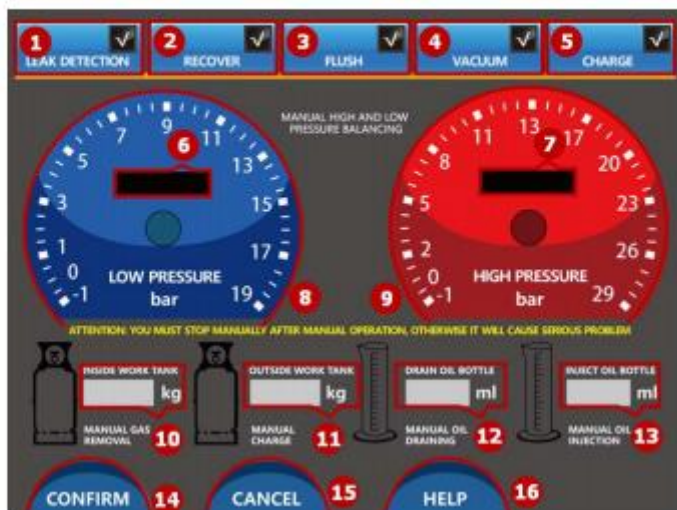 1 √ 2 √ 3 √ 4 √ 5 √
LEAK DETECTION RECOVER FLUSH VACUUM CHARGE
MANUAL HIGH AND LOW
PRESSURE BALANCING
6
-1 0 1 3 5 7 9 11 13 15 17 19
LOW PRESSURE
bar
8
7
-1 0 2 5 8 11 13 17 20 23 26 29
HIGH PRESSURE
bar
9
ATTENTION: YOU MUST STOP MANUALLY AFTER MANUAL OPERATION, OTHERWISE IT WILL CAUSE SERIOUS PROBLEM
INSIDE WORK TANK
kg
MANUAL GAS
REMOVAL
10
OUTSIDE WORK TANK
kg
MANUAL
CHARGE
11
DRAIN OIL BOTTLE
ml
MANUAL OIL
DRAINING
12
INJECT OIL BOTTLE
ml
MANUAL OIL
INJECTION
13
CONFIRM 14 CANCEL 15 HELP 16